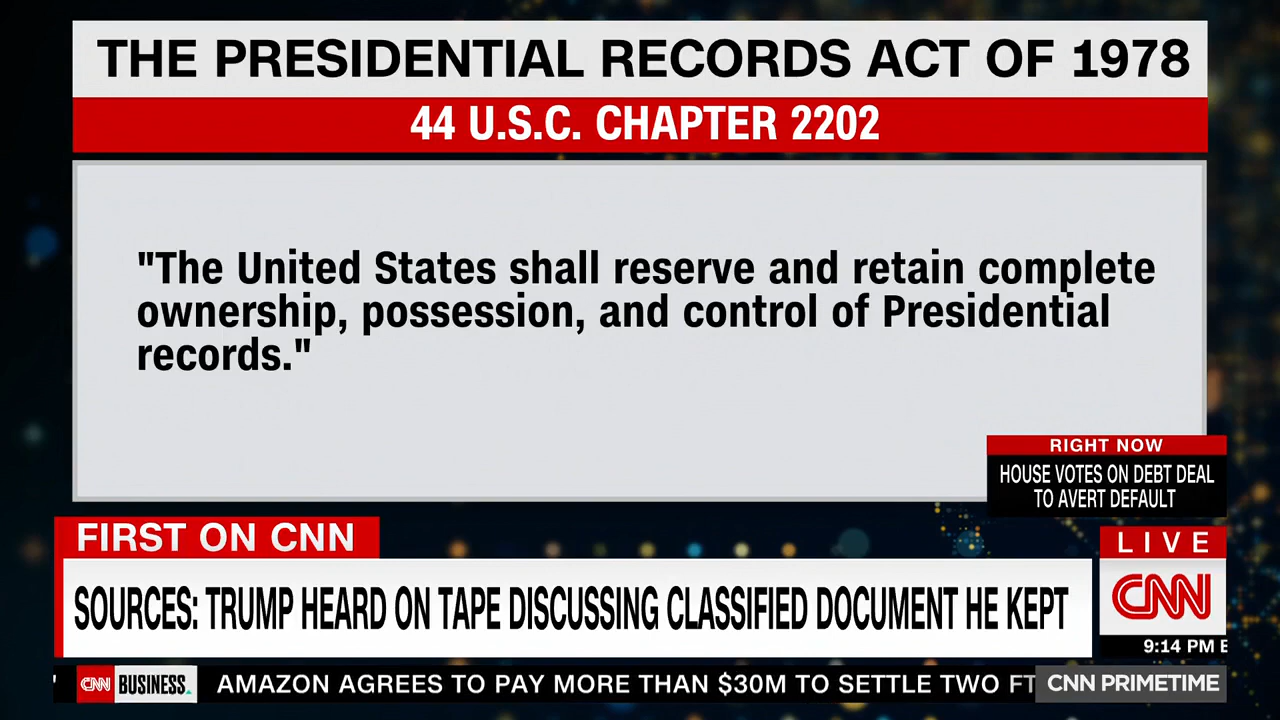 THE PRESIDENTIAL RECORDS ACT OF 1978
44 U.S.C. CHAPTER 2202
"The United States shall reserve and retain complete
ownership, possession, and control of Presidential
records."
RIGHT NOW
HOUSE VOTES ON DEBT DEAL
TO AVERT DEFAULT
FIRST ON CNN
SOURCES: TRUMP HEARD ON TAPE DISCUSSING CLASSIFIED DOCUMENT HE KEPT
LIVE
CNN
9:14 PM E
CNN BUSINESS AMAZON AGREES TO PAY MORE THAN $30M TO SETTLE TWO FT
CNN PRIMETIME